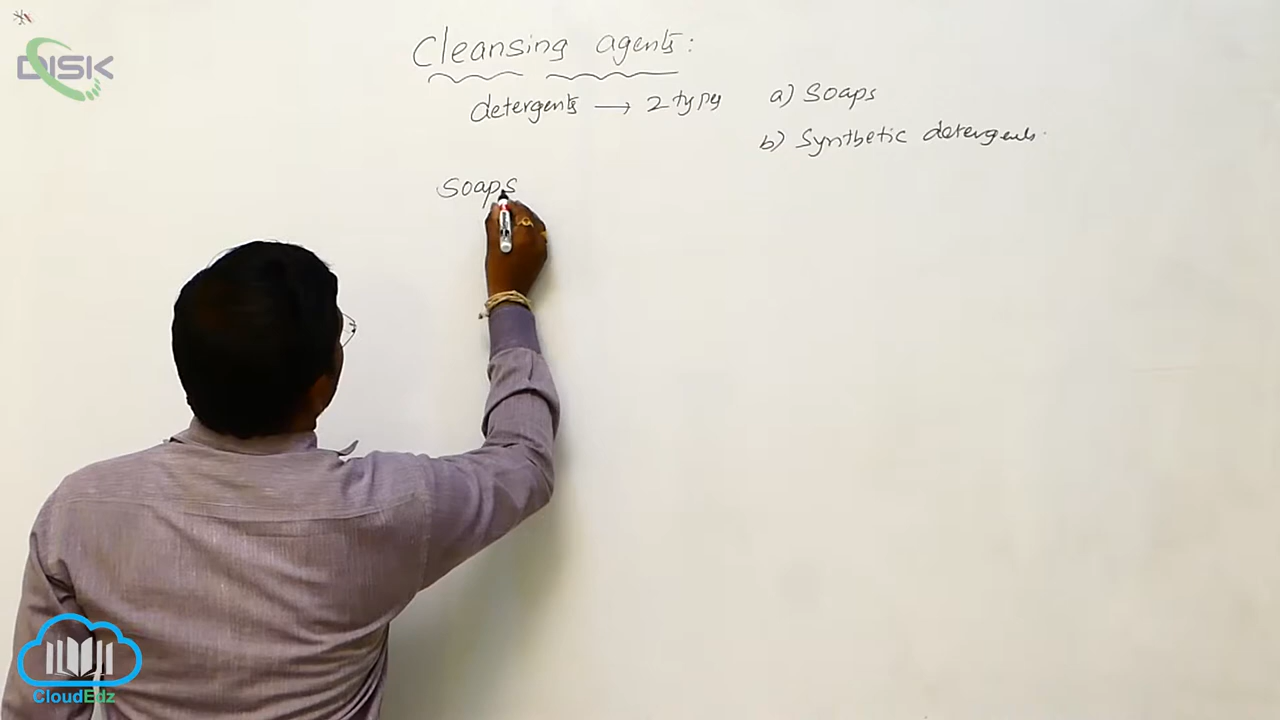 DISK
Cleansing agents:
detergents → 2 types a) Soaps
b) Synthetic detergents.
Soaps
CloudEdz